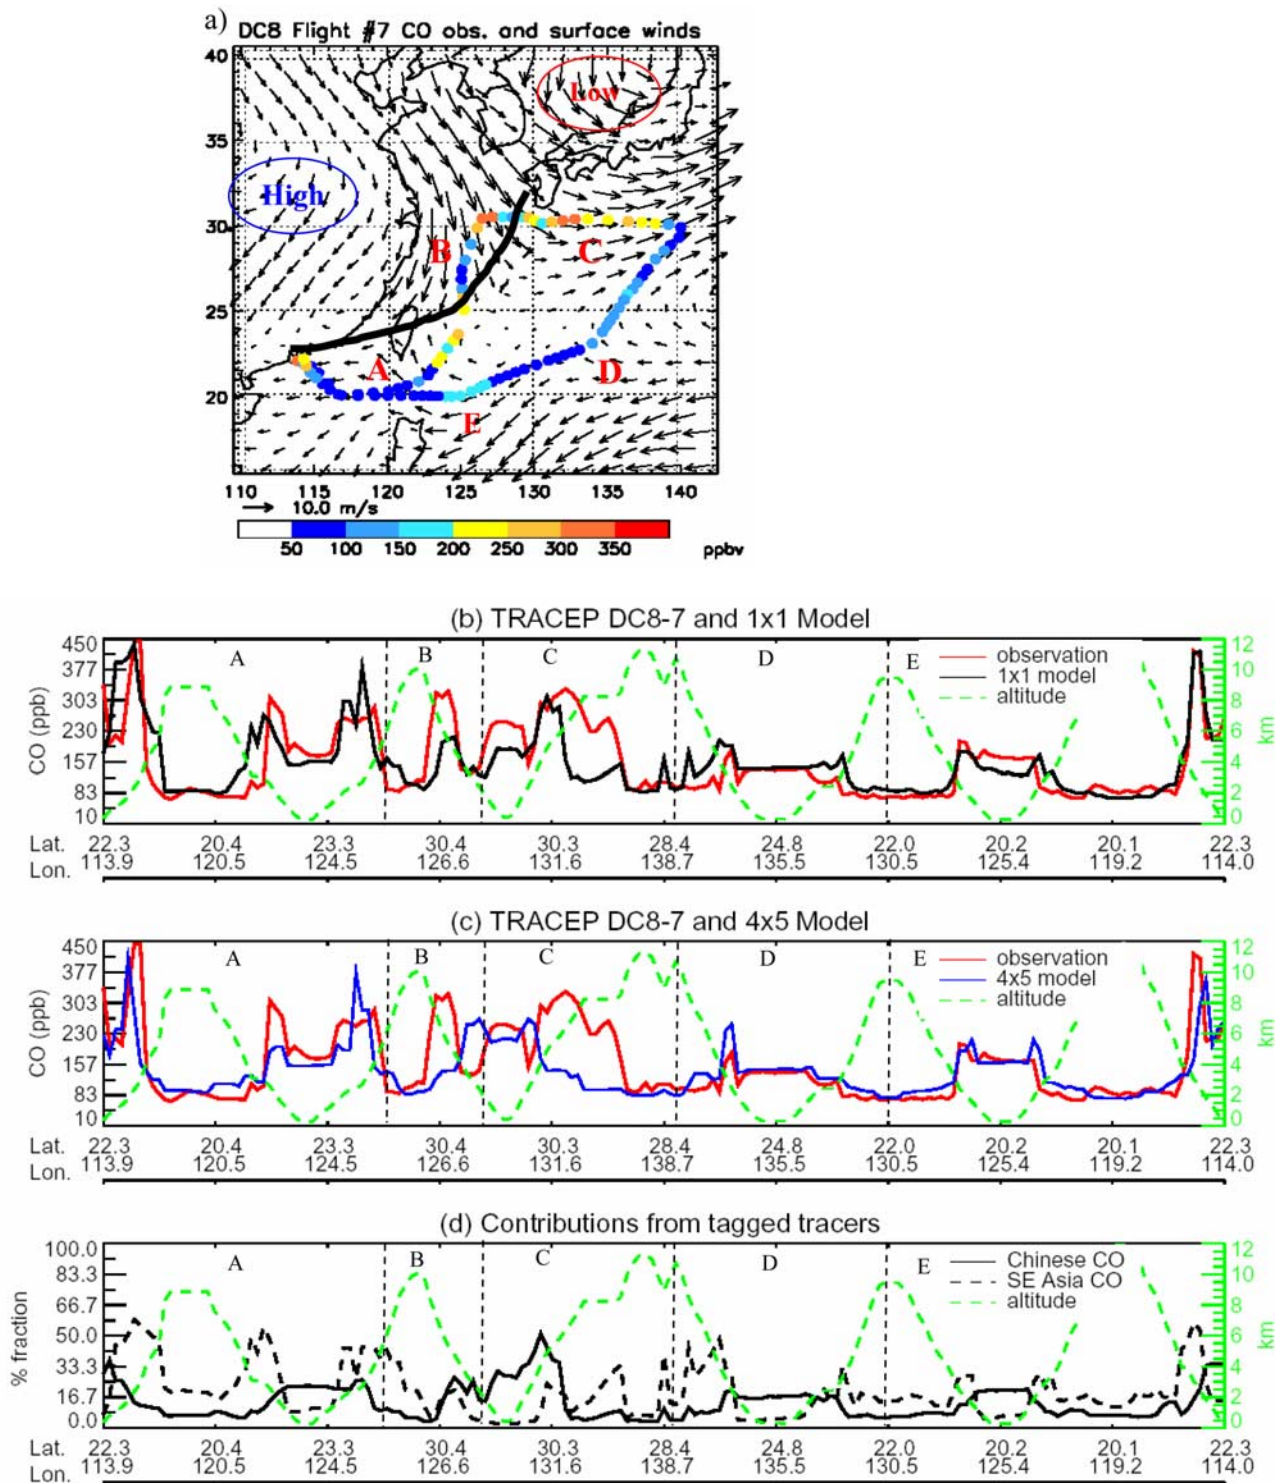 a)
DC8 Flight #7 CO obs. and surface winds
40
35
30
25
20
Low
High
B
C
A
D
E
110 115 120 125 130 135 140
10.0 m/s
50 100 150 200 250 300 350 ppbv
(b) TRACEP DC8-7 and 1x1 Model
A B C D E
observation
1x1 model
altitude
CO (ppb)
450
377
303
230
157
83
10
12
10
8
6
4
2
0
km
Lat. 22.3 20.4 23.3 30.4 30.3 28.4 24.8 22.0 20.2 20.1 22.3
Lon. 113.9 120.5 124.5 126.6 131.6 138.7 135.5 130.5 125.4 119.2 114.0
(c) TRACEP DC8-7 and 4x5 Model
A B C D E
observation
4x5 model
altitude
CO (ppb)
450
377
303
230
157
83
10
12
10
8
6
4
2
0
km
Lat. 22.3 20.4 23.3 30.4 30.3 28.4 24.8 22.0 20.2 20.1 22.3
Lon. 113.9 120.5 124.5 126.6 131.6 138.7 135.5 130.5 125.4 119.2 114.0
(d) Contributions from tagged tracers
A B C D E
Chinese CO
SE Asia CO
altitude
% fraction
100.0
83.3
66.7
50.0
33.3
16.7
0.0
12
10
8
6
4
2
0
km
Lat. 22.3 20.4 23.3 30.4 30.3 28.4 24.8 22.0 20.2 20.1 22.3
Lon. 113.9 120.5 124.5 126.6 131.6 138.7 135.5 130.5 125.4 119.2 114.0